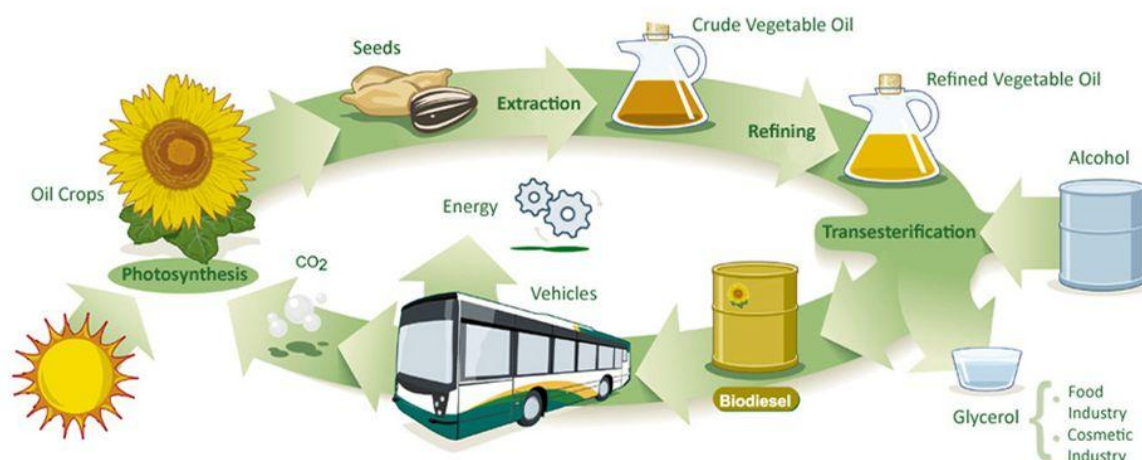 Seeds
Extraction
Crude Vegetable Oil
Refining
Refined Vegetable Oil
Alcohol
Oil Crops
Photosynthesis
CO2
Energy
Vehicles
Transesterification
Biodiesel
Glycerol
• Food
Industry
• Cosmetic
Industry